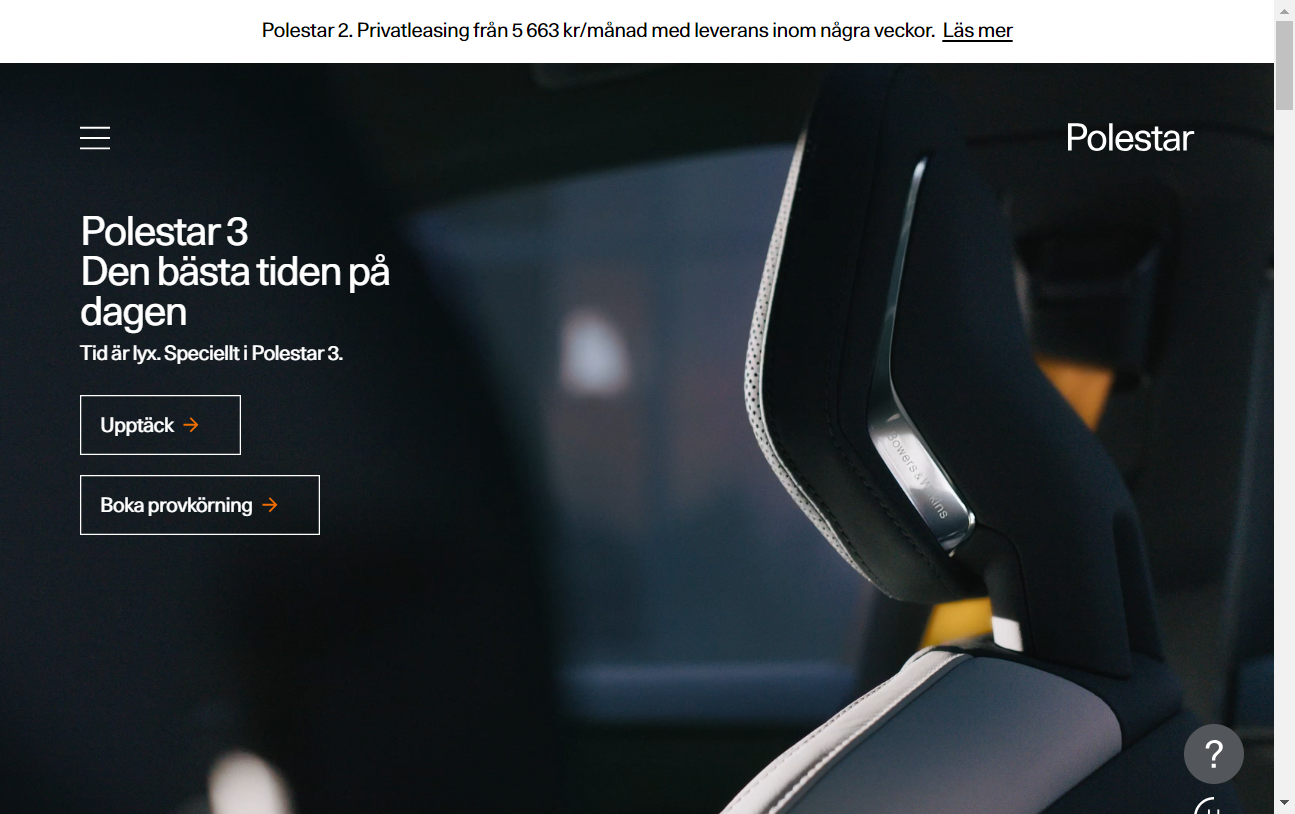 Polestar 2. Privatleasing från 5 663 kr/månad med leverans inom några veckor. Läs mer
Polestar
Polestar 3
Den bästa tiden på
dagen
Tid är lyx. Speciellt i Polestar 3.
Upptäck →
Boka provkörning →
Bowers & Wilkins
?